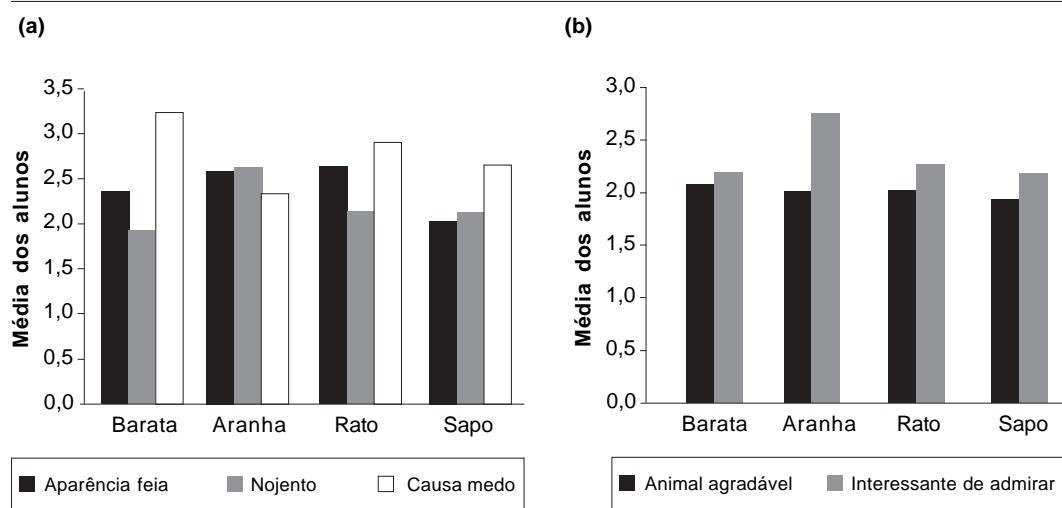 (a)
Média dos alunos
3,5
3,0
2,5
2,0
1,5
1,0
0,5
0,0
Barata Aranha Rato Sapo
Aparência feia Nojento Causa medo
(b)
Média dos alunos
3,0
2,5
2,0
1,5
1,0
0,5
0,0
Barata Aranha Rato Sapo
Animal agradável Interessante de admirar